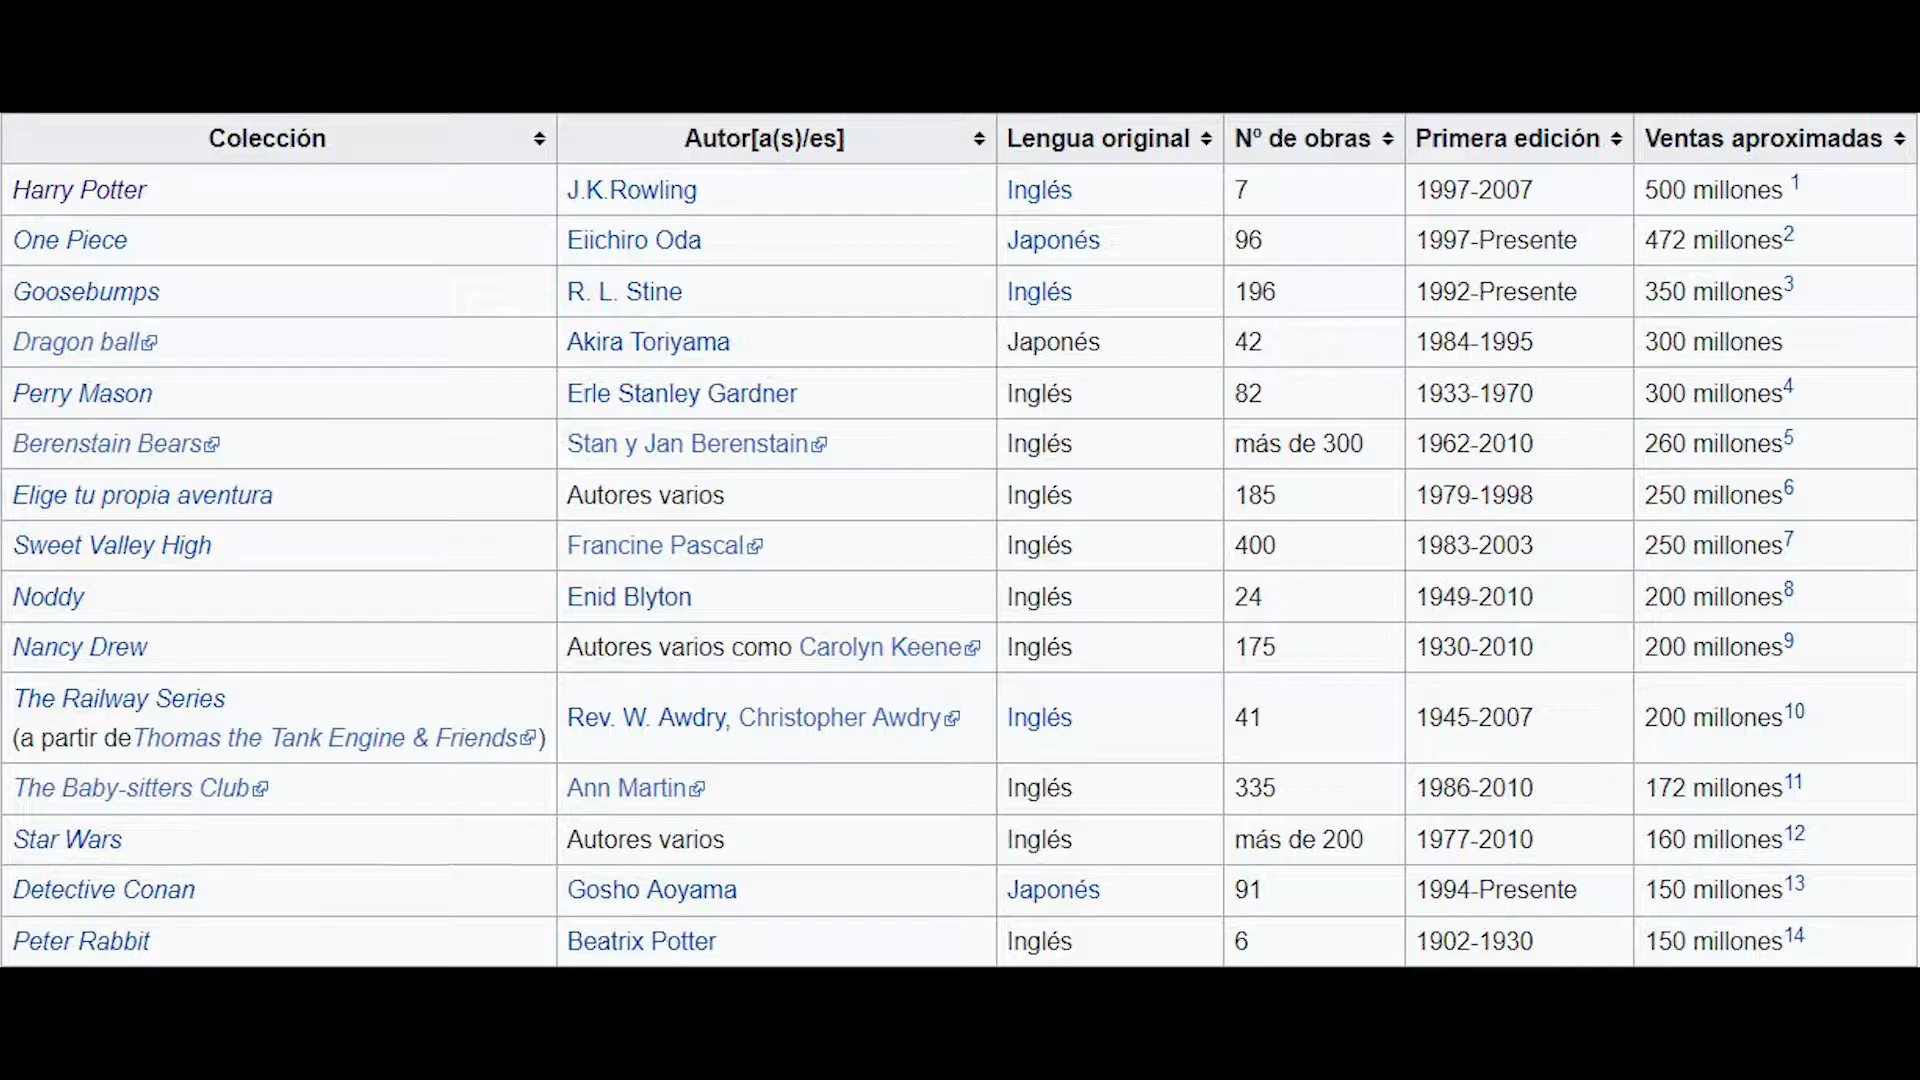 Colección Autor[a(s)/es] Lengua original Nº de obras Primera edición Ventas aproximadas
Harry Potter J.K.Rowling Inglés 7 1997-2007 500 millones 1
One Piece Eiichiro Oda Japonés 96 1997-Presente 472 millones2
Goosebumps R. L. Stine Inglés 196 1992-Presente 350 millones3
Dragon ball Akira Toriyama Japonés 42 1984-1995 300 millones
Perry Mason Erle Stanley Gardner Inglés 82 1933-1970 300 millones4
Berenstain Bears Stan y Jan Berenstain Inglés más de 300 1962-2010 260 millones5
Elige tu propia aventura Autores varios Inglés 185 1979-1998 250 millones6
Sweet Valley High Francine Pascal Inglés 400 1983-2003 250 millones7
Noddy Enid Blyton Inglés 24 1949-2010 200 millones8
Nancy Drew Autores varios como Carolyn Keene Inglés 175 1930-2010 200 millones9
The Railway Series
(a partir deThomas the Tank Engine & Friends) Rev. W. Awdry, Christopher Awdry Inglés 41 1945-2007 200 millones10
The Baby-sitters Club Ann Martin Inglés 335 1986-2010 172 millones11
Star Wars Autores varios Inglés más de 200 1977-2010 160 millones12
Detective Conan Gosho Aoyama Japonés 91 1994-Presente 150 millones13
Peter Rabbit Beatrix Potter Inglés 6 1902-1930 150 millones14